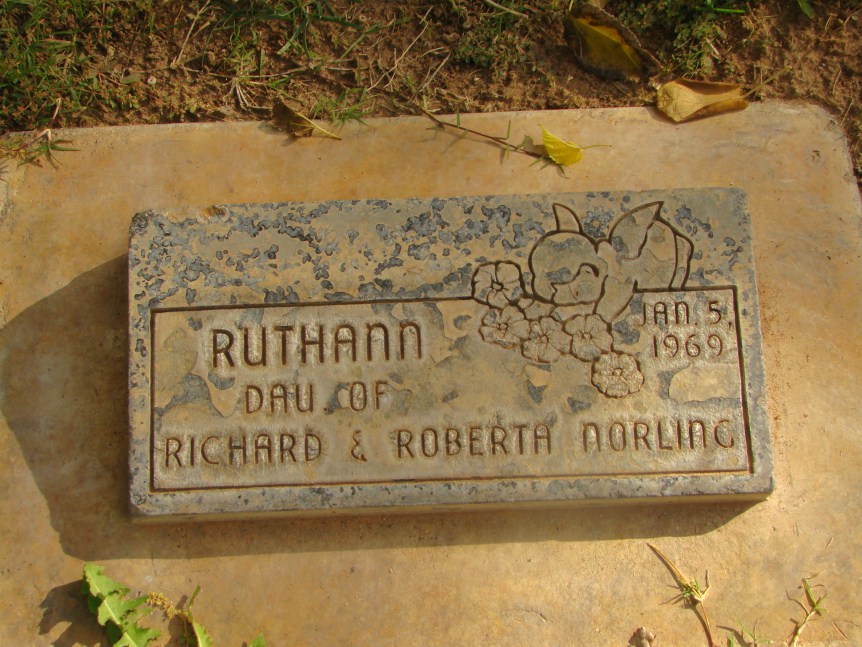 RUTHANN
JAN. 5,
1969
DAU OF
RICHARD & ROBERTA NORLING